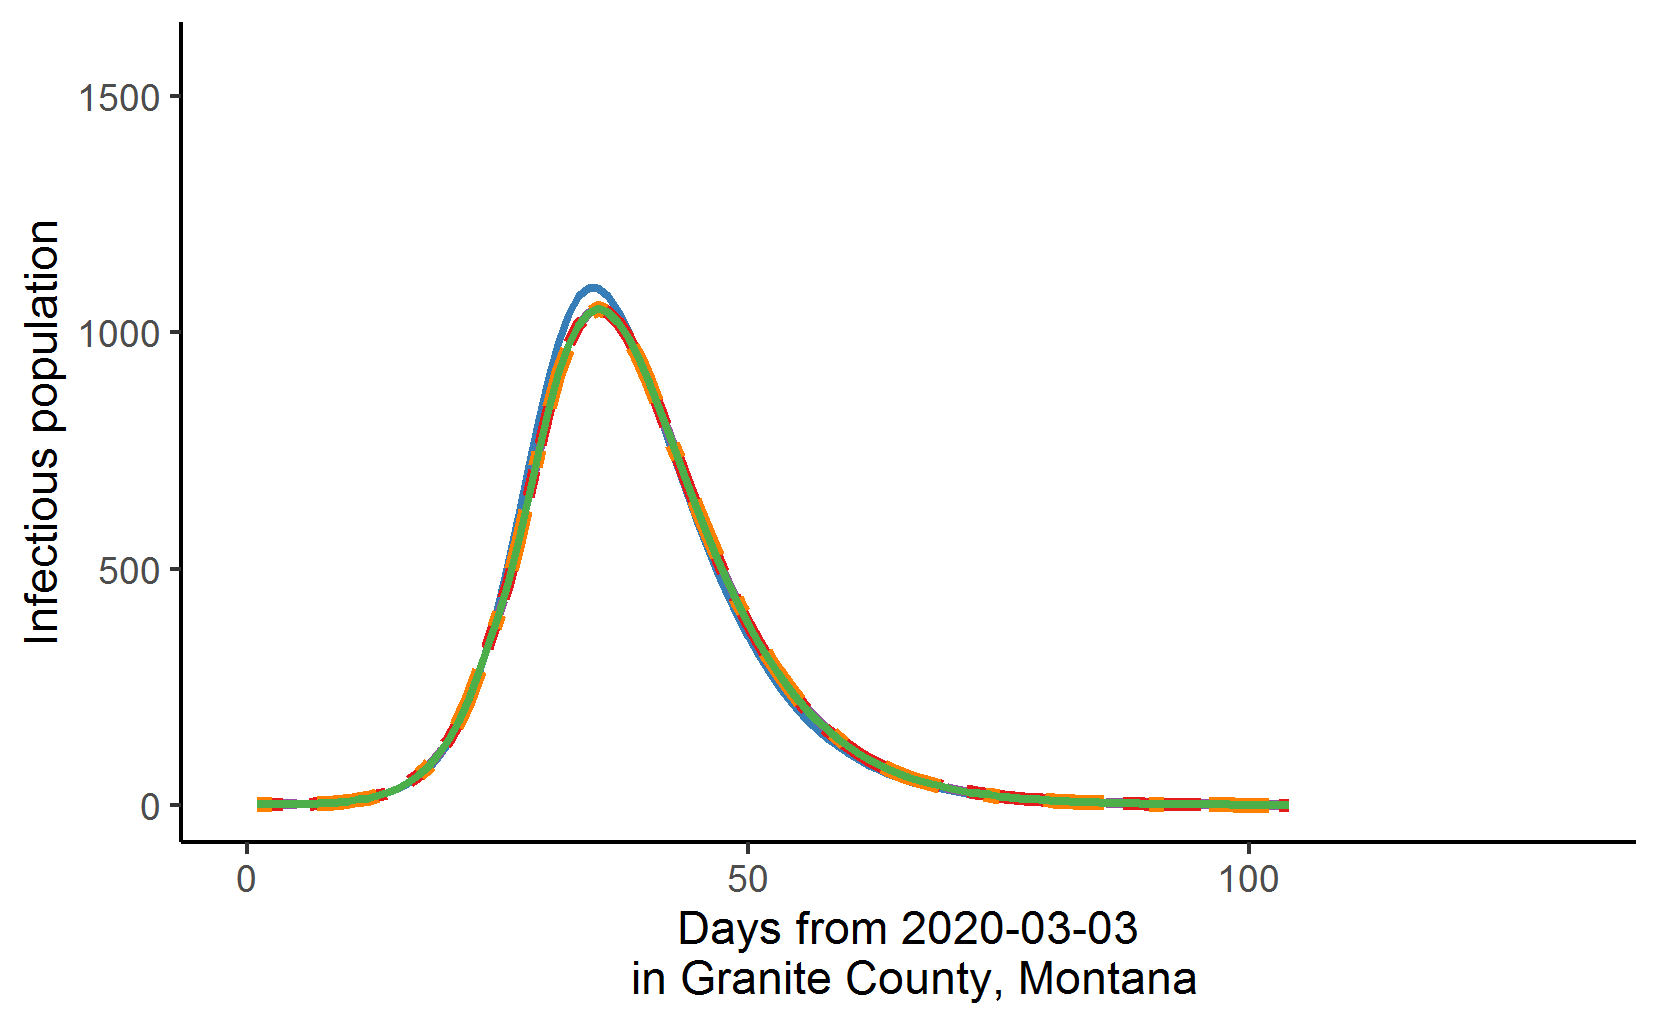 Infectious population
1500
1000
500
0
0 50 100
Days from 2020-03-03
in Granite County, Montana